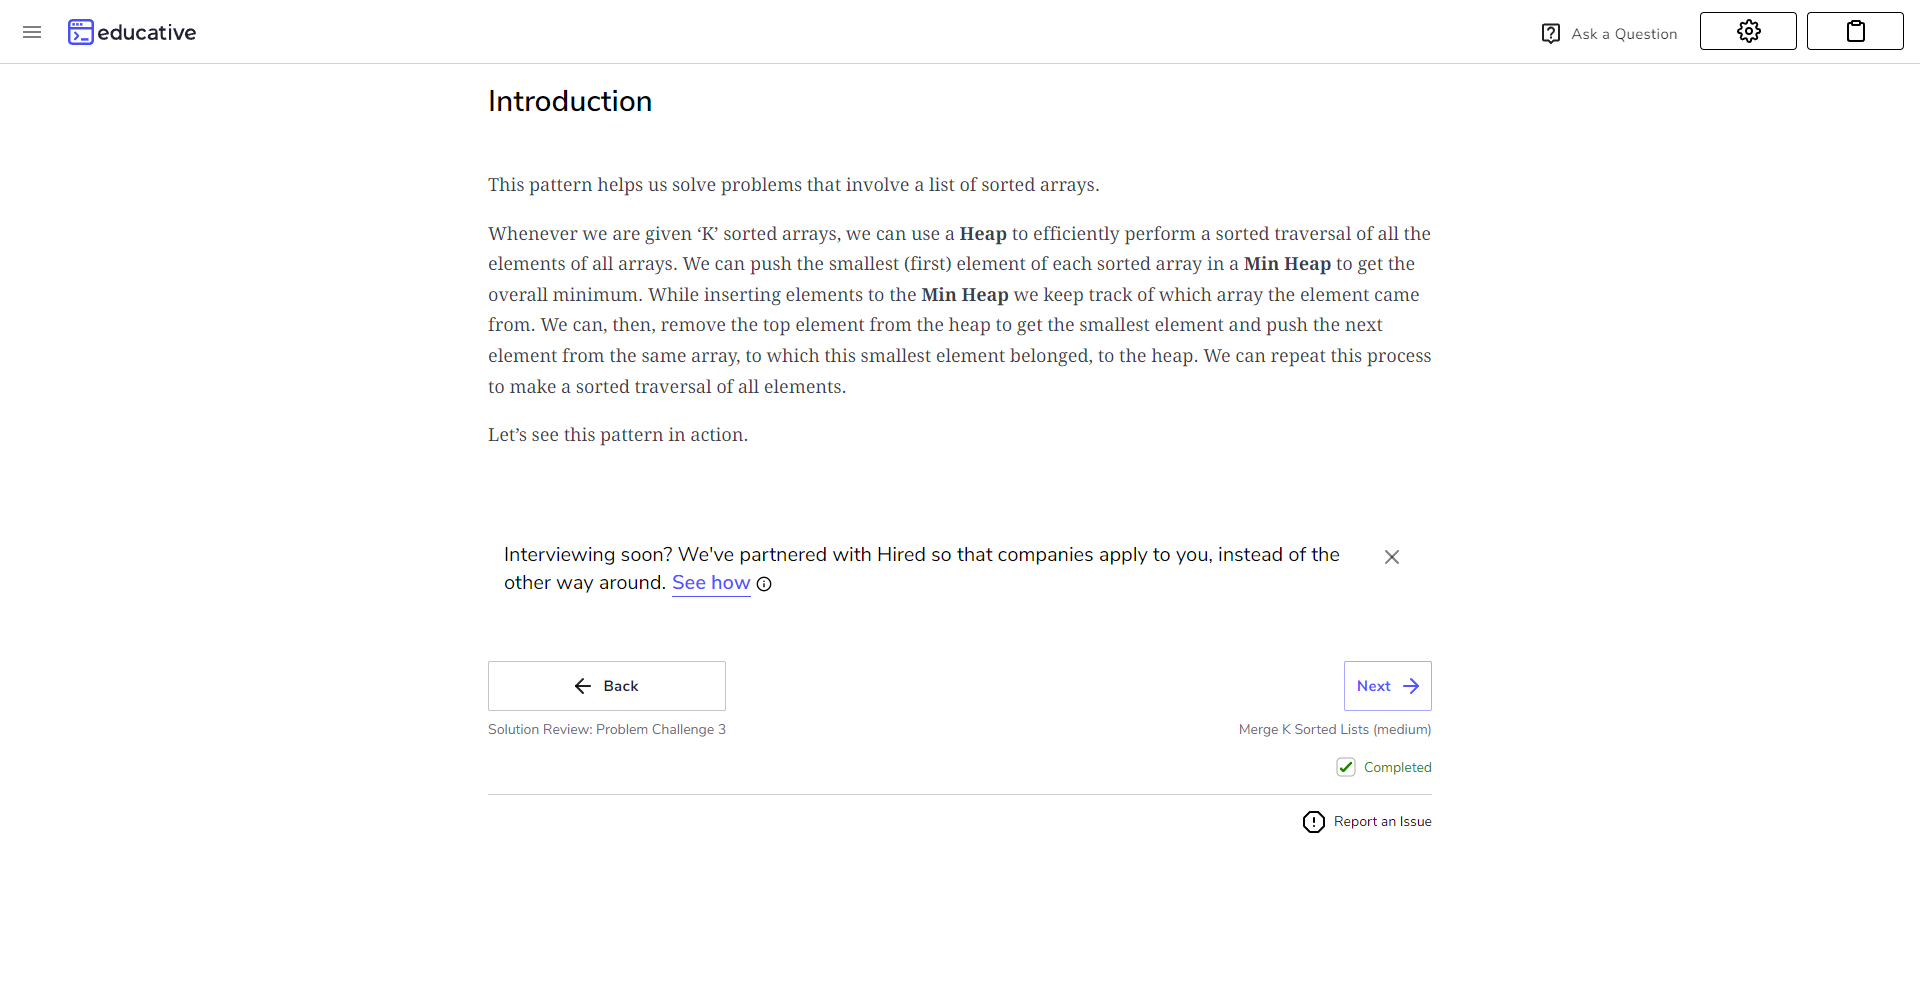 educative
Ask a Question
Introduction
This pattern helps us solve problems that involve a list of sorted arrays.
Whenever we are given ‘K’ sorted arrays, we can use a Heap to efficiently perform a sorted traversal of all the
elements of all arrays. We can push the smallest (first) element of each sorted array in a Min Heap to get the
overall minimum. While inserting elements to the Min Heap we keep track of which array the element came
from. We can, then, remove the top element from the heap to get the smallest element and push the next
element from the same array, to which this smallest element belonged, to the heap. We can repeat this process
to make a sorted traversal of all elements.
Let’s see this pattern in action.
Interviewing soon? We've partnered with Hired so that companies apply to you, instead of the
other way around. See how
Back
Next
Solution Review: Problem Challenge 3
Merge K Sorted Lists (medium)
Completed
Report an Issue